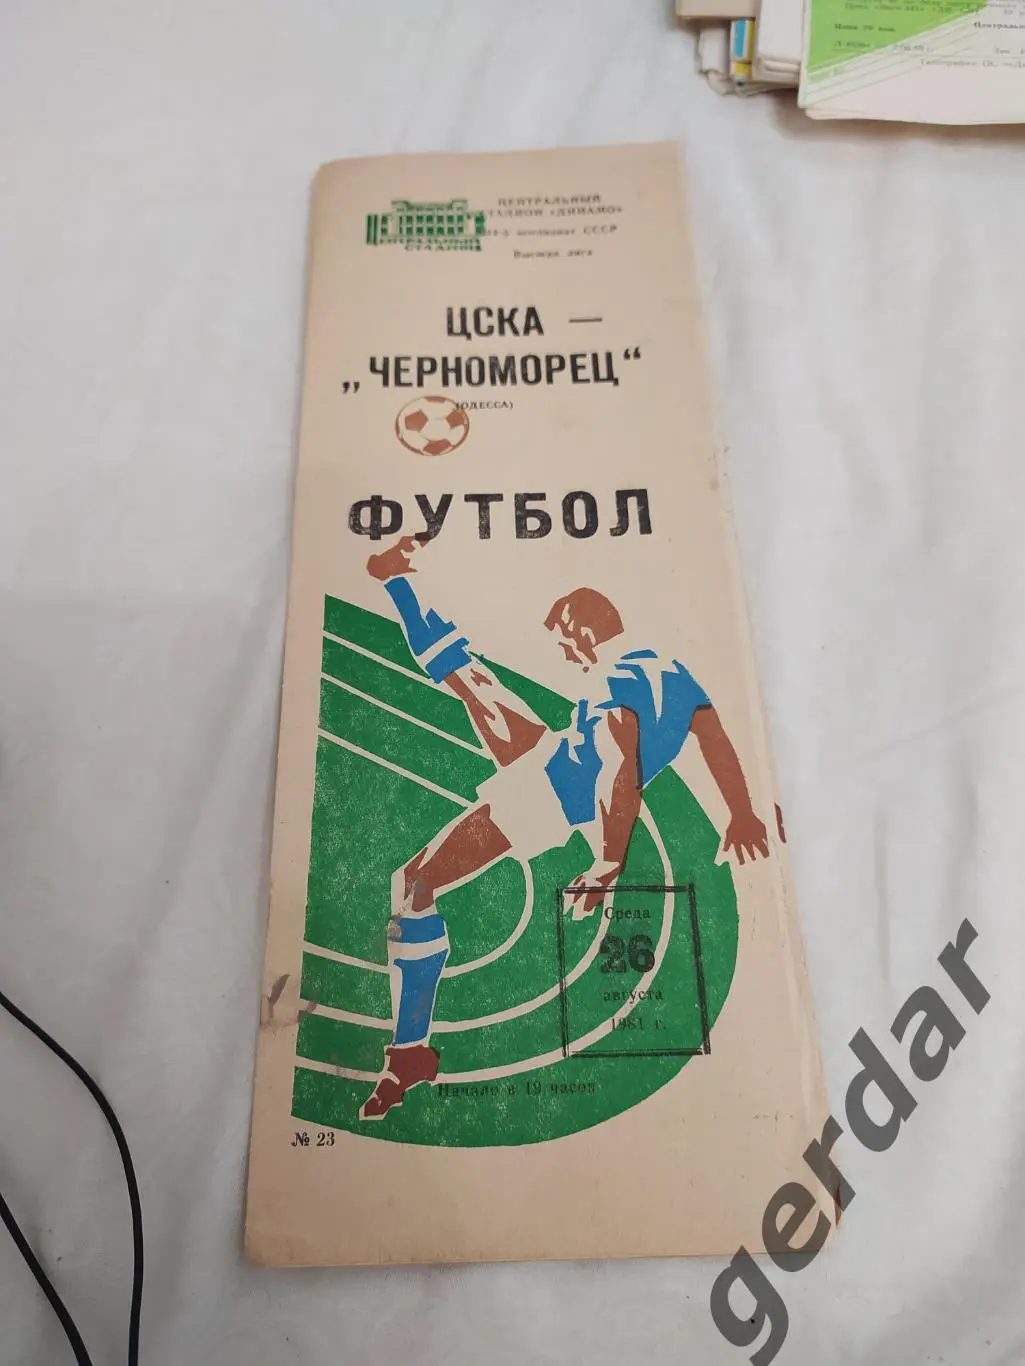 ЦЕНТРАЛЬНЫЙ
СТАДИОН «ДИНАМО»
чемпионат СССР
Высшая лига
ЦЕНТРАЛЬНЫЙ
СТАДИОН
ЦСКА —
„ЧЕРНОМОРЕЦ“
(ОДЕССА)
ФУТБОЛ
Среда
26
августа
1981 г.
Начало в 19 часов
№ 23
gerdar